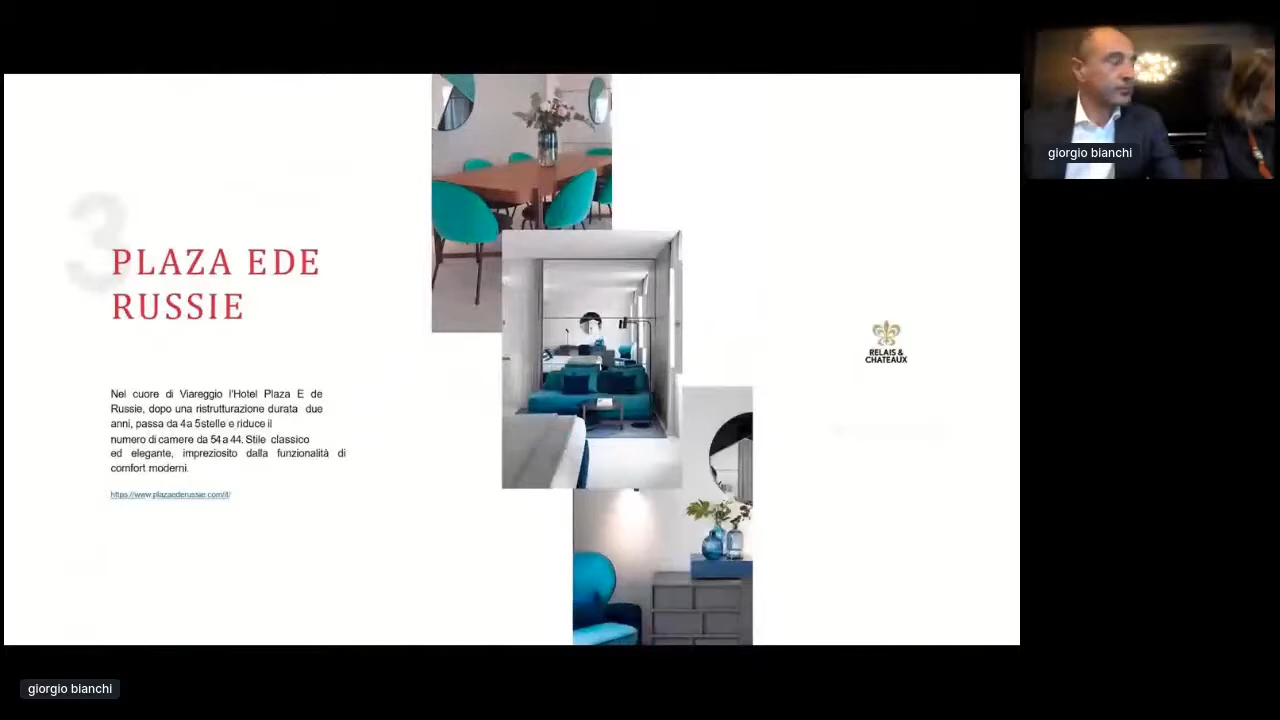 3
PLAZA EDE
RUSSIE
Nel cuore di Viareggio l'Hotel Plaza E de
Russie, dopo una ristrutturazione durata due
anni, passa da 4 a 5stelle e riduce il
numero di camere da 54 a 44. Stile classico
ed elegante, impreziosito dalla funzionalità di
comfort moderni.
https://www.plazaederussie.com/it/
RELAIS &
CHATEAUX
giorgio bianchi
giorgio bianchi